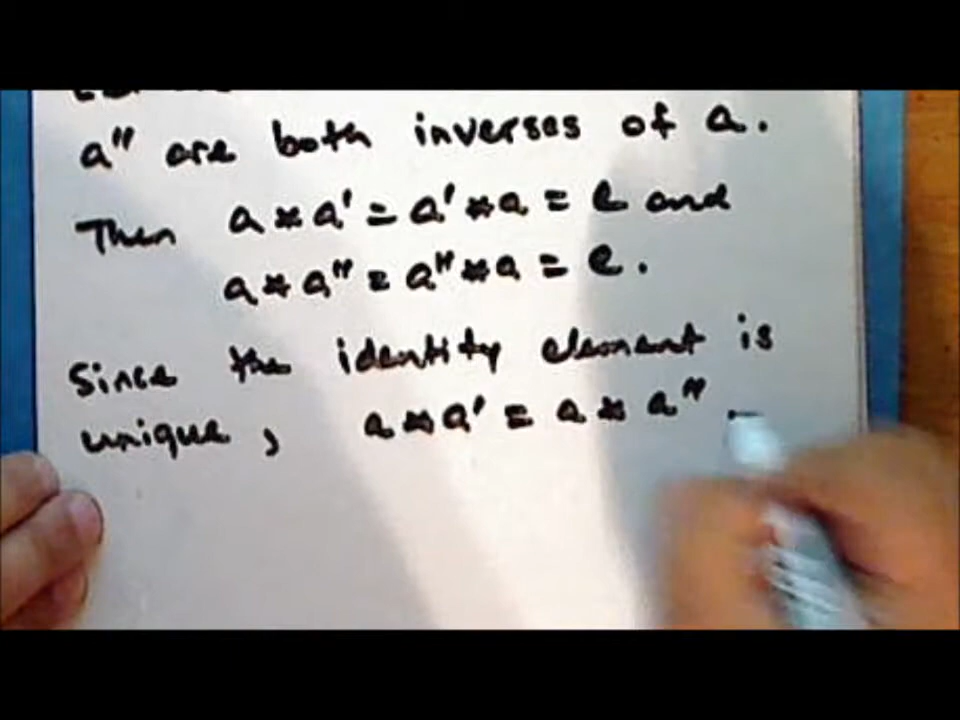 a" are both inverses of a.
Then a * a' = a' * a = e and
a * a" = a" * a = e.
Since the identity element is
unique, a * a' = a * a"